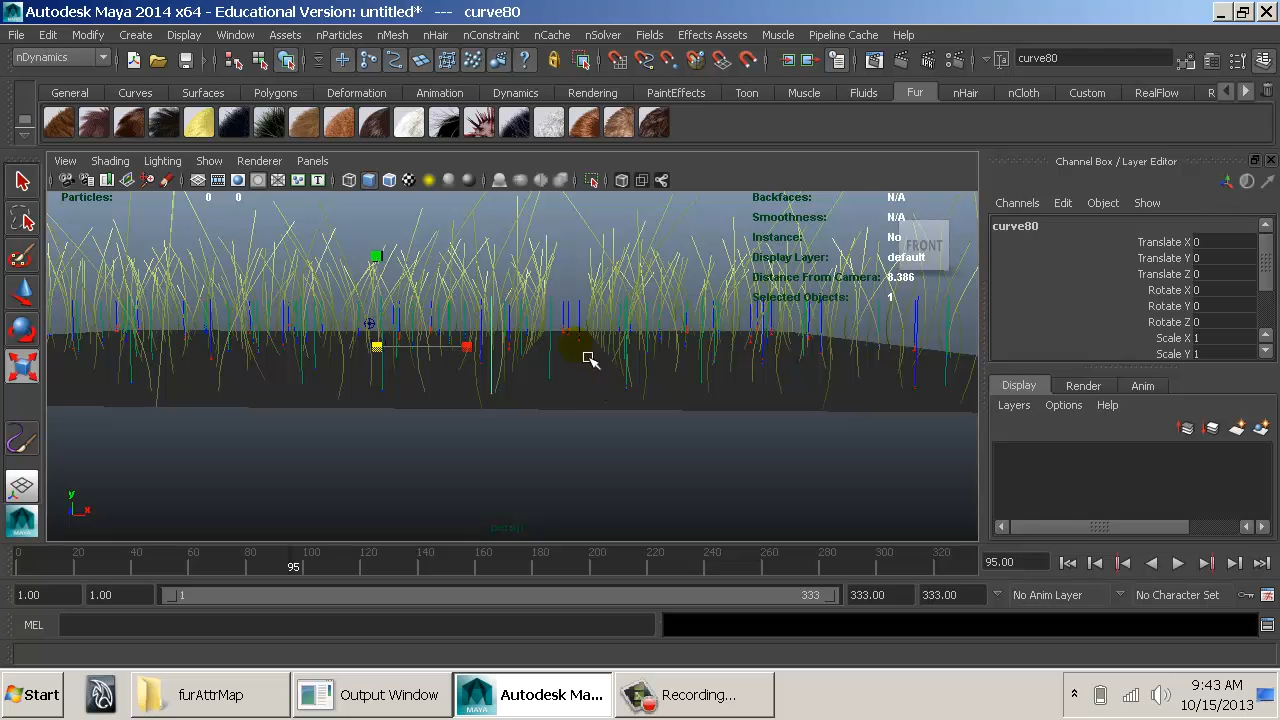 Autodesk Maya 2014 x64 - Educational Version: untitled* --- curve80
File Edit Modify Create Display Window Assets nParticles nMesh nHair nConstraint nCache nSolver Fields Effects Assets Muscle Pipeline Cache Help
nDynamics curve80
General Curves Surfaces Polygons Deformation Animation Dynamics Rendering PaintEffects Toon Muscle Fluids Fur nHair nCloth Custom RealFlow R
View Shading Lighting Show Renderer Panels
Channel Box / Layer Editor
Channels Edit Object Show
Particles: 0 0
Backfaces: N/A
Smoothness: N/A
Instance: No
Display Layer: default
Distance From Camera: 8.386
Selected Objects: 1
FRONT
curve80
Translate X 0
Translate Y 0
Translate Z 0
Rotate X 0
Rotate Y 0
Rotate Z 0
Scale X 1
Scale Y 1
Display Render Anim
Layers Options Help
y
x
0 20 40 60 80 100 120 140 160 180 200 220 240 260 280 300 320
95
95.00
1.00 1.00 1 333 333.00 333.00 No Anim Layer No Character Set
MEL
Start furAttrMap Output Window Autodesk Ma... Recording...
MAYA
9:43 AM
10/15/2013